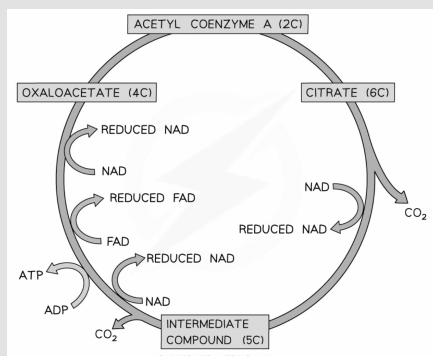 ACETYL COENZYME A (2C)
OXALOACETATE (4C)
CITRATE (6C)
REDUCED NAD
NAD
REDUCED FAD
FAD
NAD
REDUCED NAD
CO₂
REDUCED NAD
NAD
ATP
ADP
CO₂
INTERMEDIATE
COMPOUND (5C)